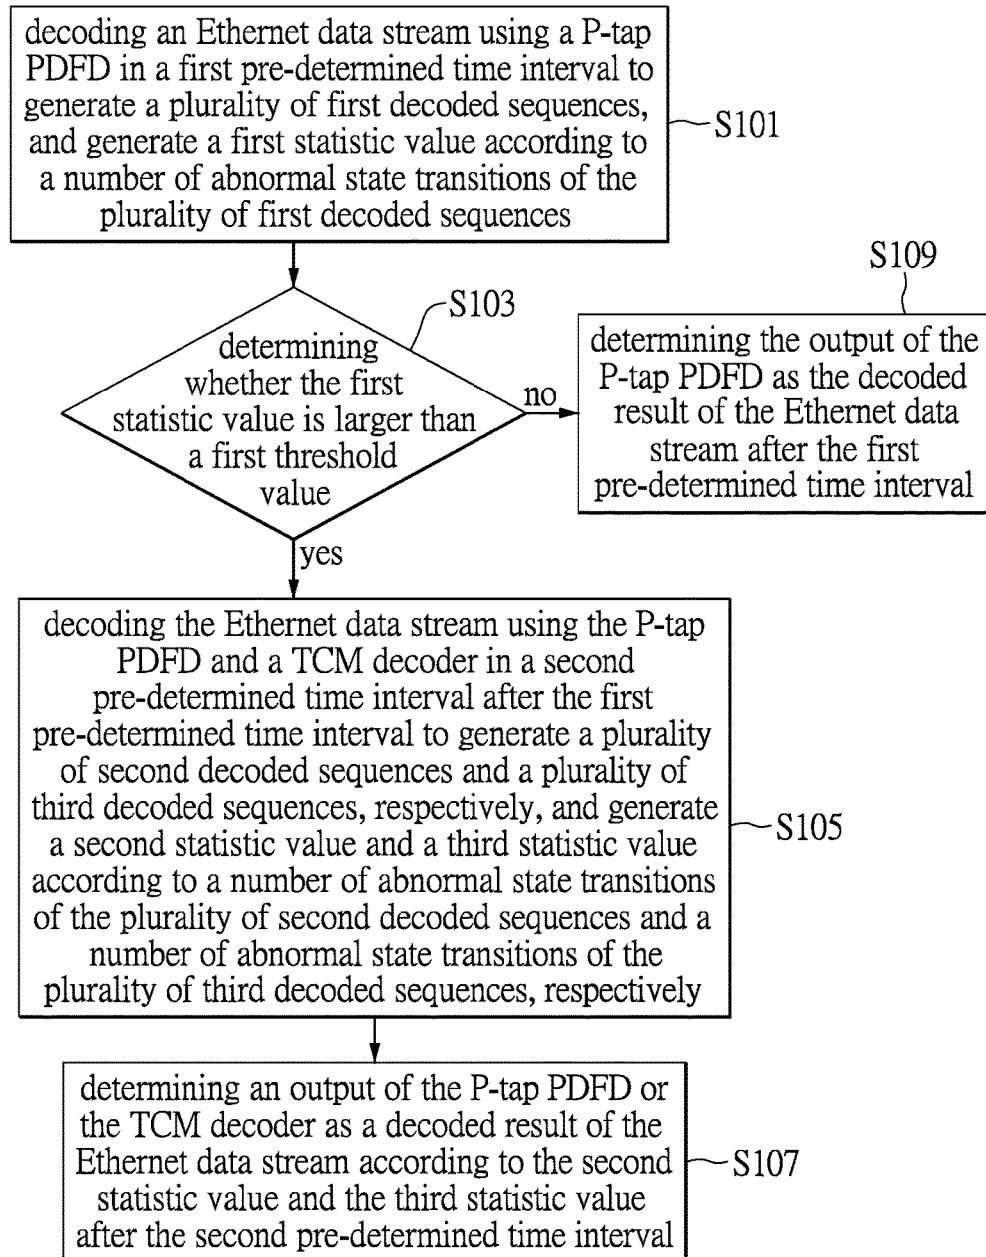 decoding an Ethernet data stream using a P-tap
PDFD in a first pre-determined time interval to
generate a plurality of first decoded sequences,
and generate a first statistic value according to
a number of abnormal state transitions of the
plurality of first decoded sequences
S101
S103
determining
whether the first
statistic value is larger than
a first threshold
value
no
S109
determining the output of the
P-tap PDFD as the decoded
result of the Ethernet data
stream after the first
pre-determined time interval
yes
decoding the Ethernet data stream using the P-tap
PDFD and a TCM decoder in a second
pre-determined time interval after the first
pre-determined time interval to generate a plurality
of second decoded sequences and a plurality of
third decoded sequences, respectively, and generate
a second statistic value and a third statistic value
according to a number of abnormal state transitions
of the plurality of second decoded sequences and a
number of abnormal state transitions of the
plurality of third decoded sequences, respectively
S105
determining an output of the P-tap PDFD or
the TCM decoder as a decoded result of the
Ethernet data stream according to the second
statistic value and the third statistic value
after the second pre-determined time interval
S107